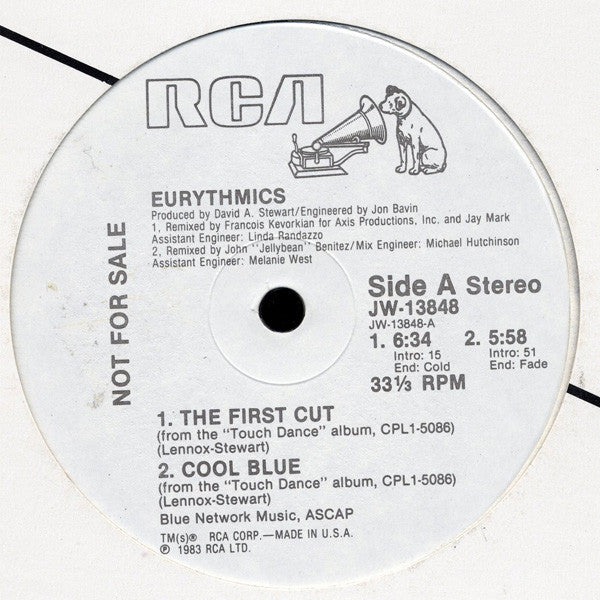 RCA
EURYTHMICS
Produced by David A. Stewart/Engineered by Jon Bavin
1, Remixed by Francois Kevorkian for Axis Productions, Inc. and Jay Mark
Assistant Engineer: Linda Randazzo
2, Remixed by John "Jellybean" Benitez/Mix Engineer: Michael Hutchinson
Assistant Engineer: Melanie West
NOT FOR SALE
Side A Stereo
JW-13848
JW-13848-A
1. 6:34 2. 5:58
Intro: 15 Intro: 51
End: Cold End: Fade
33⅓ RPM
1. THE FIRST CUT
(from the "Touch Dance" album, CPL1-5086)
(Lennox-Stewart)
2. COOL BLUE
(from the "Touch Dance" album, CPL1-5086)
(Lennox-Stewart)
Blue Network Music, ASCAP
TM(s)® RCA CORP.—MADE IN U.S.A.
℗ 1983 RCA LTD.